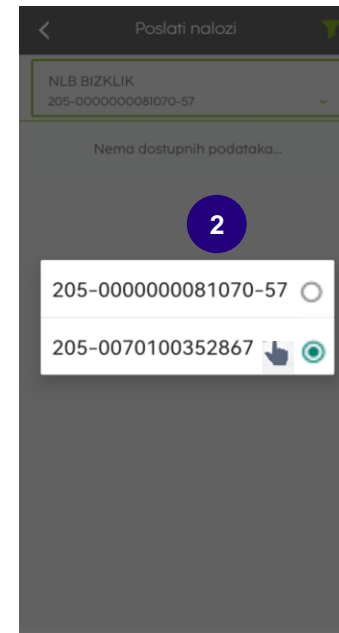 Poslati nalozi
NLB BIZKLIK
205-0000000081070-57
Nema dostupnih podataka...
2
205-0000000081070-57
205-0070100352867